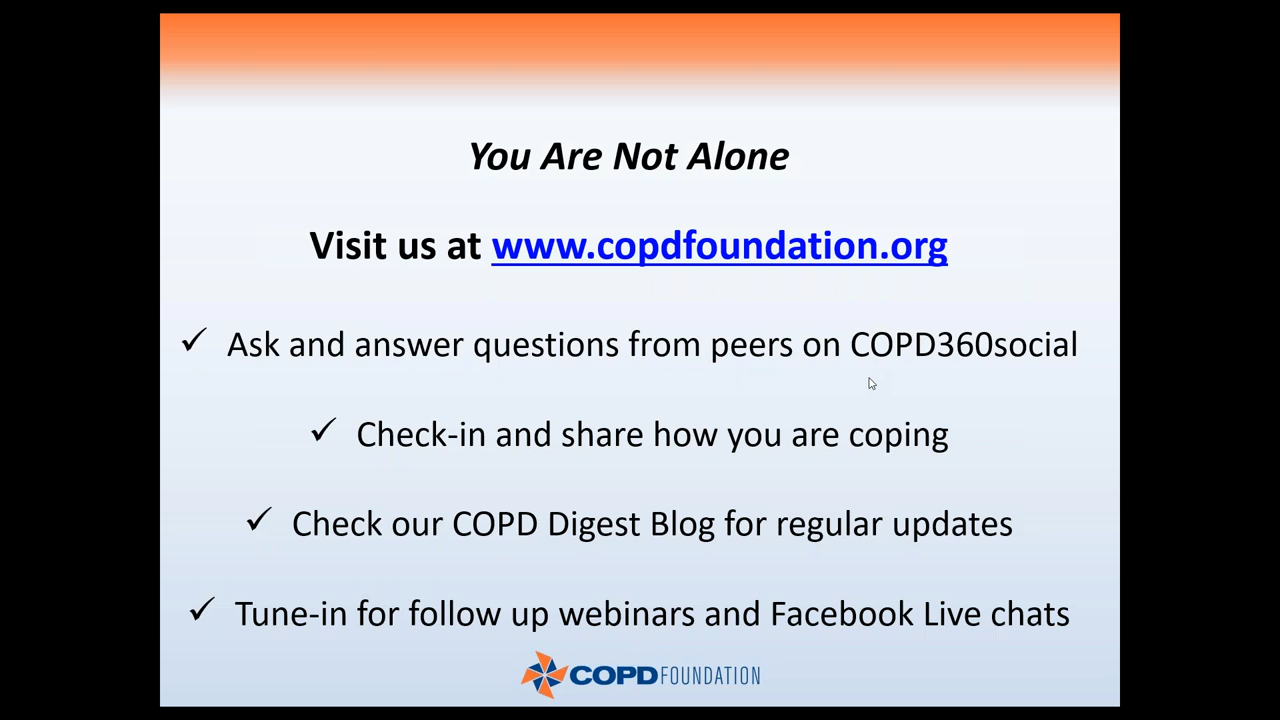 You Are Not Alone
Visit us at www.copdfoundation.org
✓ Ask and answer questions from peers on COPD360social
✓ Check-in and share how you are coping
✓ Check our COPD Digest Blog for regular updates
✓ Tune-in for follow up webinars and Facebook Live chats
COPD FOUNDATION